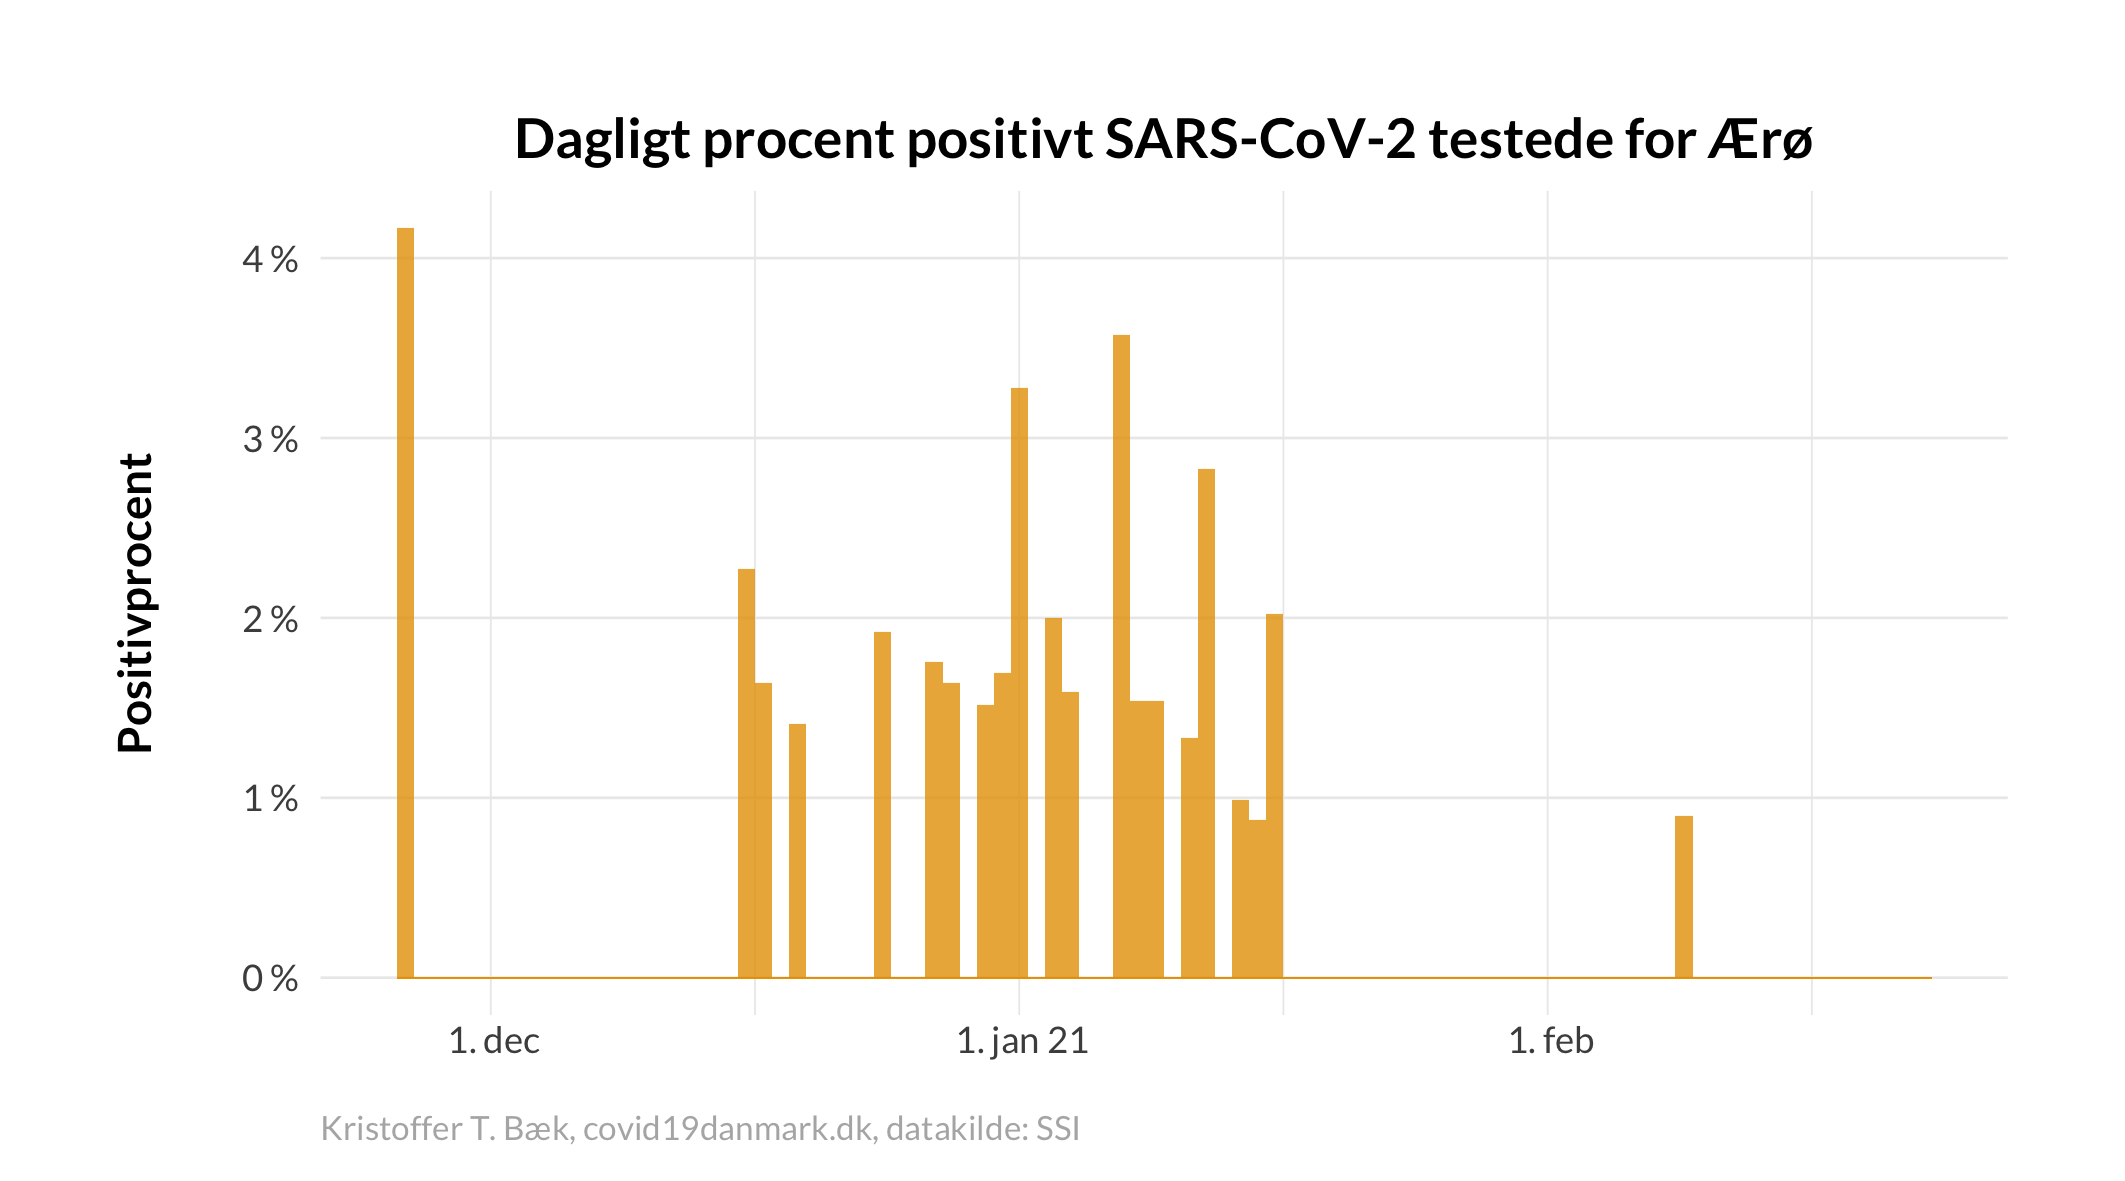 Dagligt procent positivt SARS-CoV-2 testede for Ærø
Positivprocent
4 %
3 %
2 %
1 %
0 %
1. dec
1. jan 21
1. feb
Kristoffer T. Bæk, covid19danmark.dk, datakilde: SSI